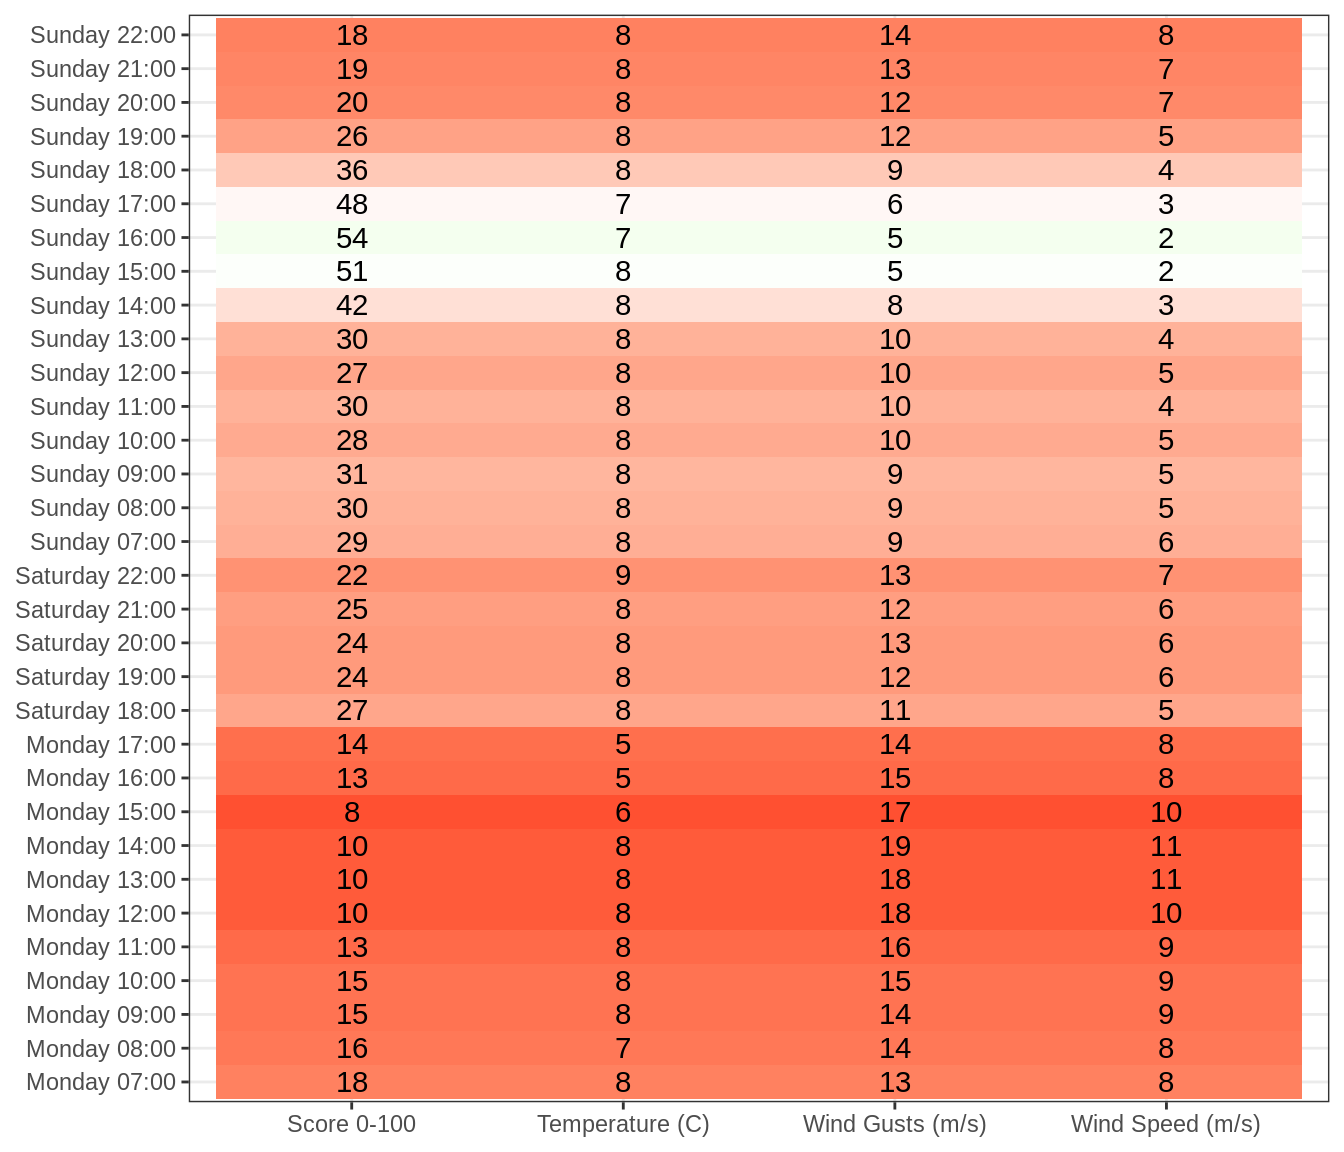 Sunday 22:00 18 8 14 8
Sunday 21:00 19 8 13 7
Sunday 20:00 20 8 12 7
Sunday 19:00 26 8 12 5
Sunday 18:00 36 8 9 4
Sunday 17:00 48 7 6 3
Sunday 16:00 54 7 5 2
Sunday 15:00 51 8 5 2
Sunday 14:00 42 8 8 3
Sunday 13:00 30 8 10 4
Sunday 12:00 27 8 10 5
Sunday 11:00 30 8 10 4
Sunday 10:00 28 8 10 5
Sunday 09:00 31 8 9 5
Sunday 08:00 30 8 9 5
Sunday 07:00 29 8 9 6
Saturday 22:00 22 9 13 7
Saturday 21:00 25 8 12 6
Saturday 20:00 24 8 13 6
Saturday 19:00 24 8 12 6
Saturday 18:00 27 8 11 5
Monday 17:00 14 5 14 8
Monday 16:00 13 5 15 8
Monday 15:00 8 6 17 10
Monday 14:00 10 8 19 11
Monday 13:00 10 8 18 11
Monday 12:00 10 8 18 10
Monday 11:00 13 8 16 9
Monday 10:00 15 8 15 9
Monday 09:00 15 8 14 9
Monday 08:00 16 7 14 8
Monday 07:00 18 8 13 8
Score 0-100 Temperature (C) Wind Gusts (m/s) Wind Speed (m/s)